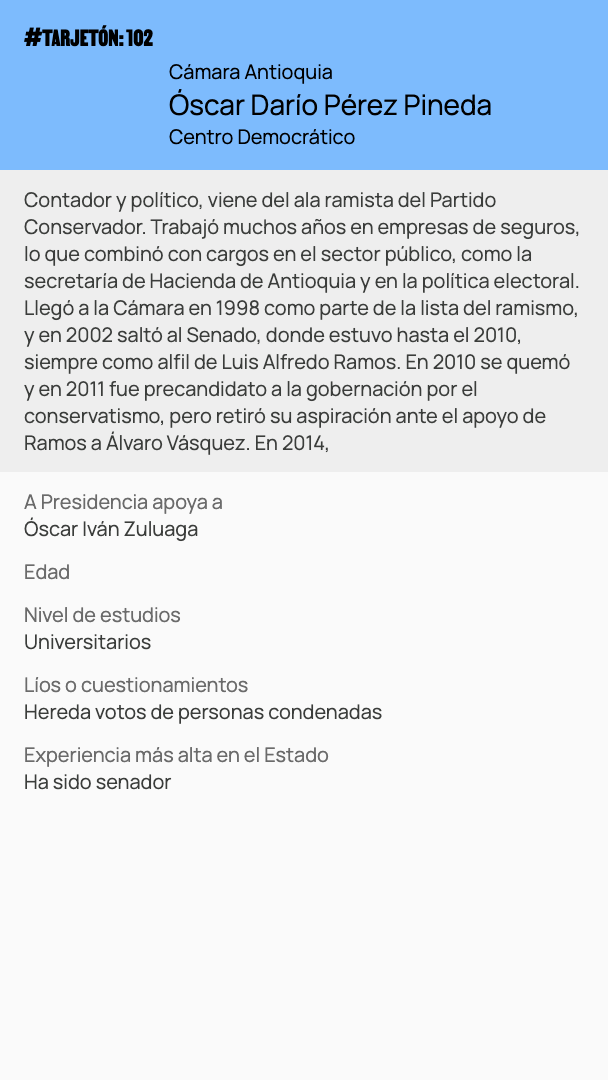 #TARJETÓN: 102
Cámara Antioquia
Óscar Darío Pérez Pineda
Centro Democrático
Contador y político, viene del ala ramista del Partido
Conservador. Trabajó muchos años en empresas de seguros,
lo que combinó con cargos en el sector público, como la
secretaría de Hacienda de Antioquia y en la política electoral.
Llegó a la Cámara en 1998 como parte de la lista del ramismo,
y en 2002 saltó al Senado, donde estuvo hasta el 2010,
siempre como alfil de Luis Alfredo Ramos. En 2010 se quemó
y en 2011 fue precandidato a la gobernación por el
conservatismo, pero retiró su aspiración ante el apoyo de
Ramos a Álvaro Vásquez. En 2014,
A Presidencia apoya a
Óscar Iván Zuluaga
Edad
Nivel de estudios
Universitarios
Líos o cuestionamientos
Hereda votos de personas condenadas
Experiencia más alta en el Estado
Ha sido senador